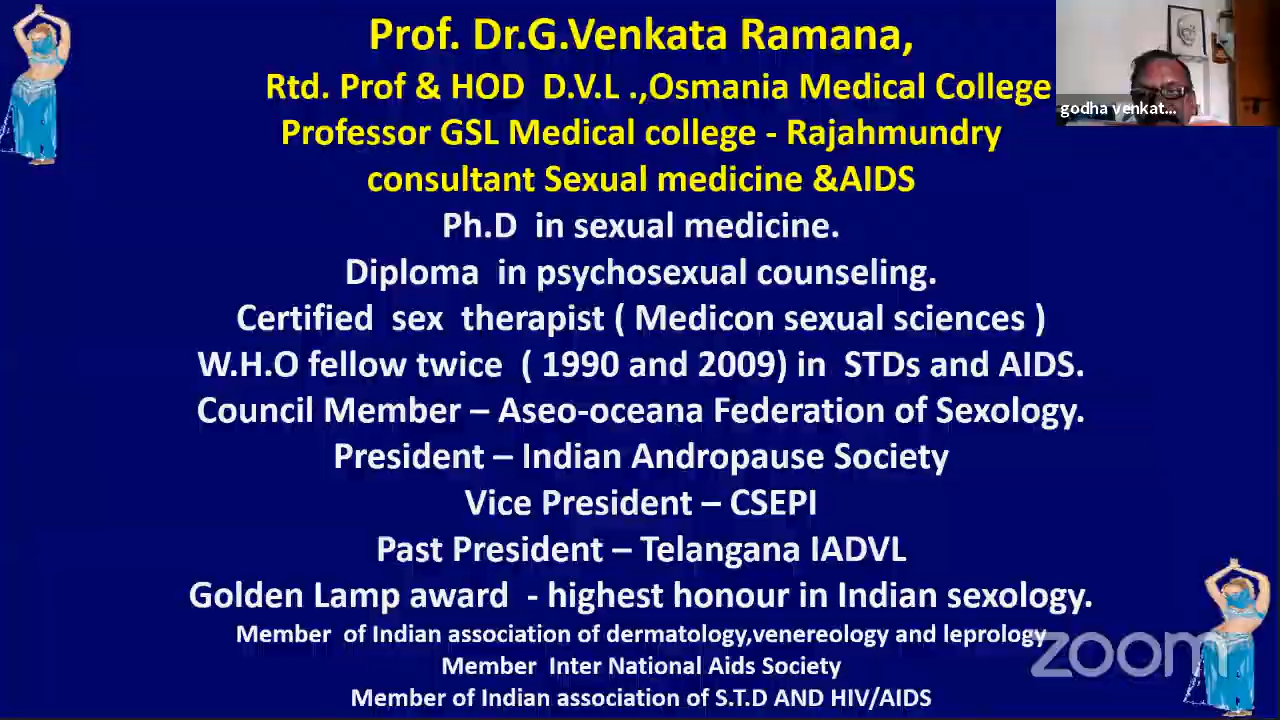 Prof. Dr.G.Venkata Ramana,
Rtd. Prof & HOD D.V.L .,Osmania Medical College
godha venkat...
Professor GSL Medical college - Rajahmundry
consultant Sexual medicine &AIDS
Ph.D in sexual medicine.
Diploma in psychosexual counseling.
Certified sex therapist ( Medicon sexual sciences )
W.H.O fellow twice ( 1990 and 2009) in STDs and AIDS.
Council Member – Aseo-oceana Federation of Sexology.
President – Indian Andropause Society
Vice President – CSEPI
Past President – Telangana IADVL
Golden Lamp award - highest honour in Indian sexology.
Member of Indian association of dermatology,venereology and leprology
Member Inter National Aids Society
Member of Indian association of S.T.D AND HIV/AIDS
zoom